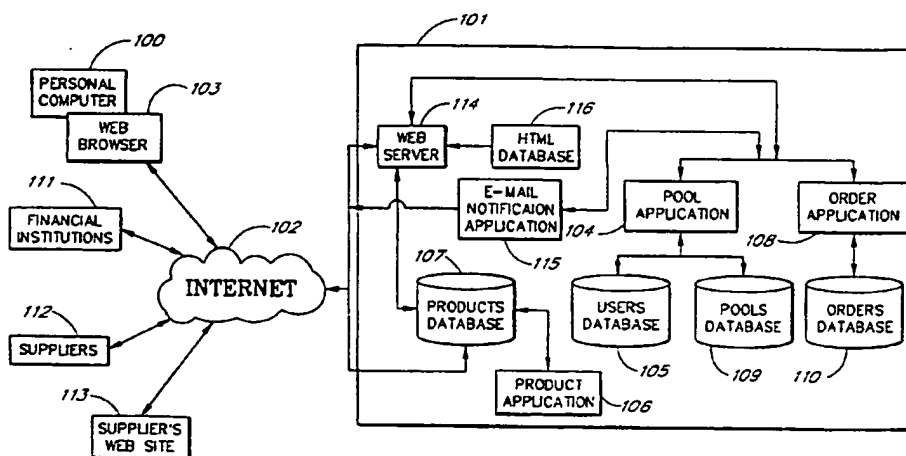 100
PERSONAL
COMPUTER
103
WEB
BROWSER
111
FINANCIAL
INSTITUTIONS
102
INTERNET
112
SUPPLIERS
113
SUPPLIER'S
WEB SITE
101
114
WEB
SERVER
116
HTML
DATABASE
E-MAIL
NOTIFICAION
APPLICATION
115
104
POOL
APPLICATION
ORDER
APPLICATION
108
107
PRODUCTS
DATABASE
USERS
DATABASE
105
POOLS
DATABASE
109
ORDERS
DATABASE
110
PRODUCT
APPLICATION
106